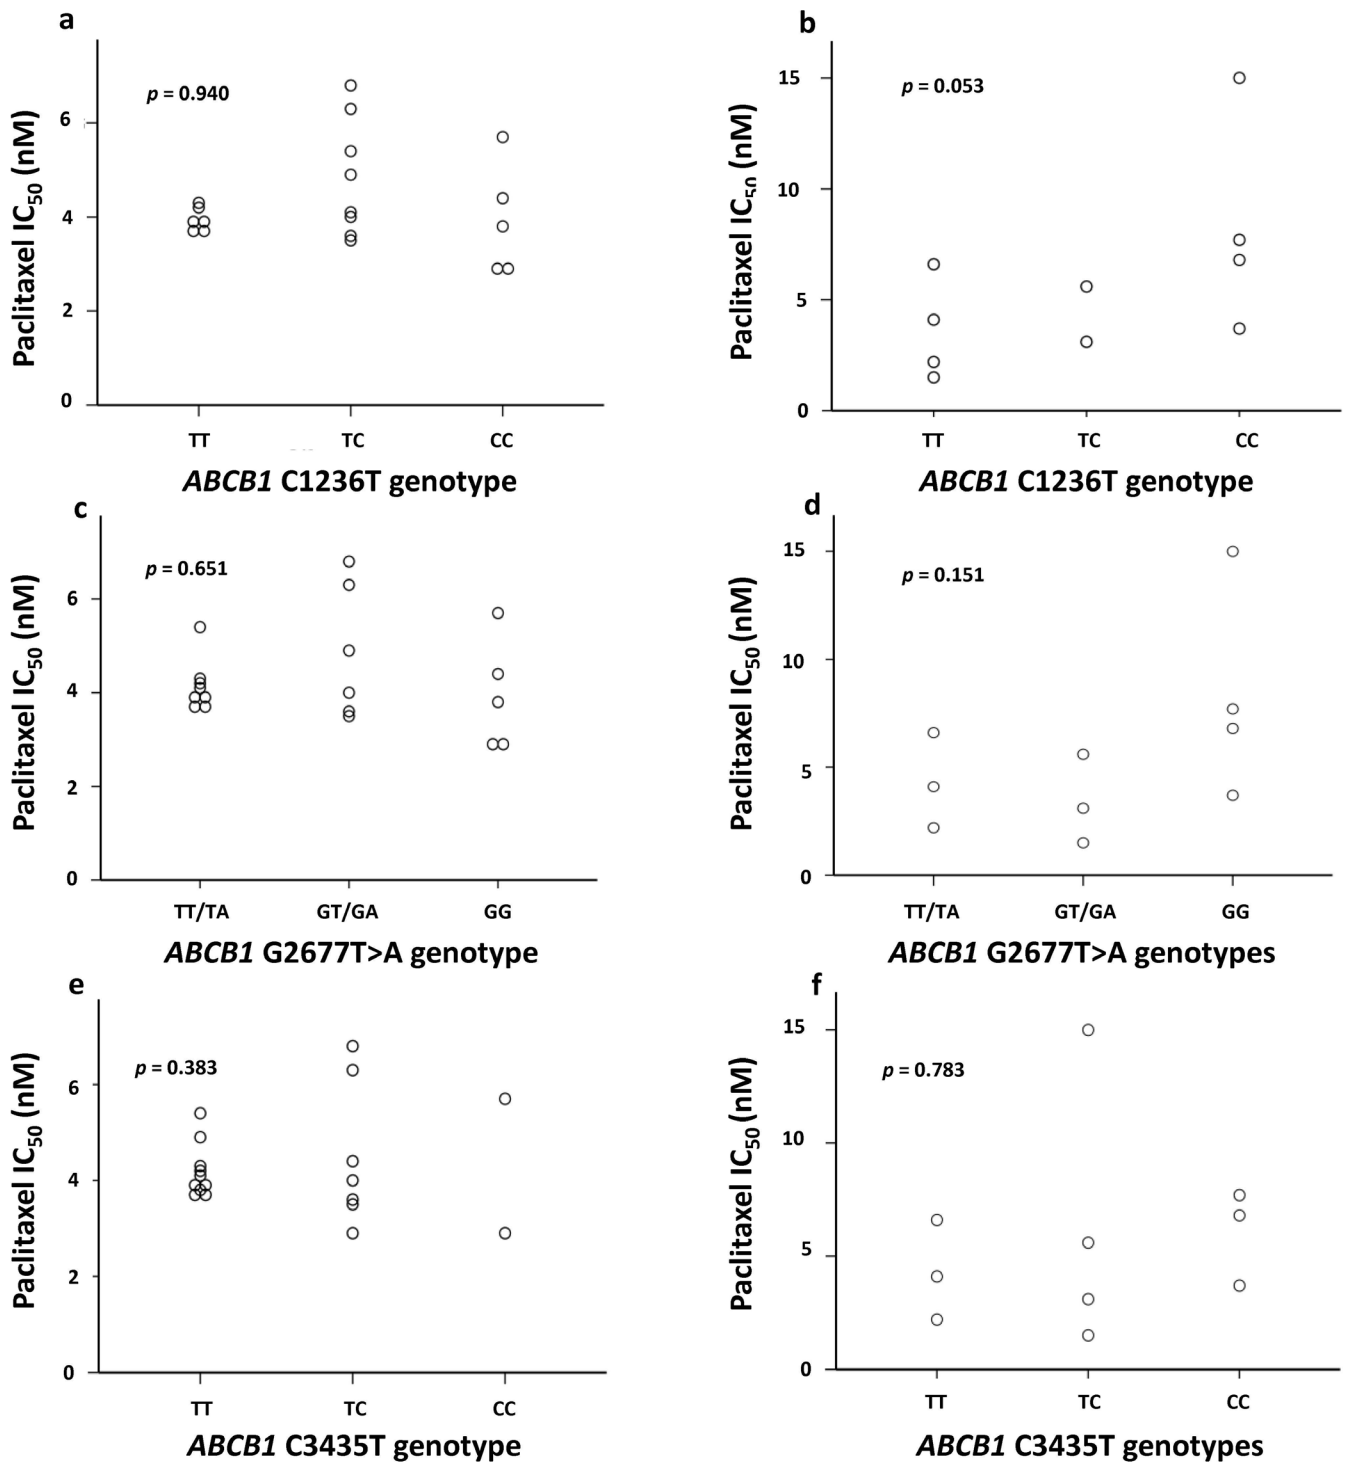 a
p = 0.940
Paclitaxel IC50 (nM)
6
4
2
0
TT TC CC
ABCB1 C1236T genotype
b
p = 0.053
Paclitaxel IC50 (nM)
15
10
5
0
TT TC CC
ABCB1 C1236T genotype
c
p = 0.651
Paclitaxel IC50 (nM)
6
4
2
0
TT/TA GT/GA GG
ABCB1 G2677T>A genotype
d
p = 0.151
Paclitaxel IC50 (nM)
15
10
5
0
TT/TA GT/GA GG
ABCB1 G2677T>A genotypes
e
p = 0.383
Paclitaxel IC50 (nM)
6
4
2
0
TT TC CC
ABCB1 C3435T genotype
f
p = 0.783
Paclitaxel IC50 (nM)
15
10
5
0
TT TC CC
ABCB1 C3435T genotypes